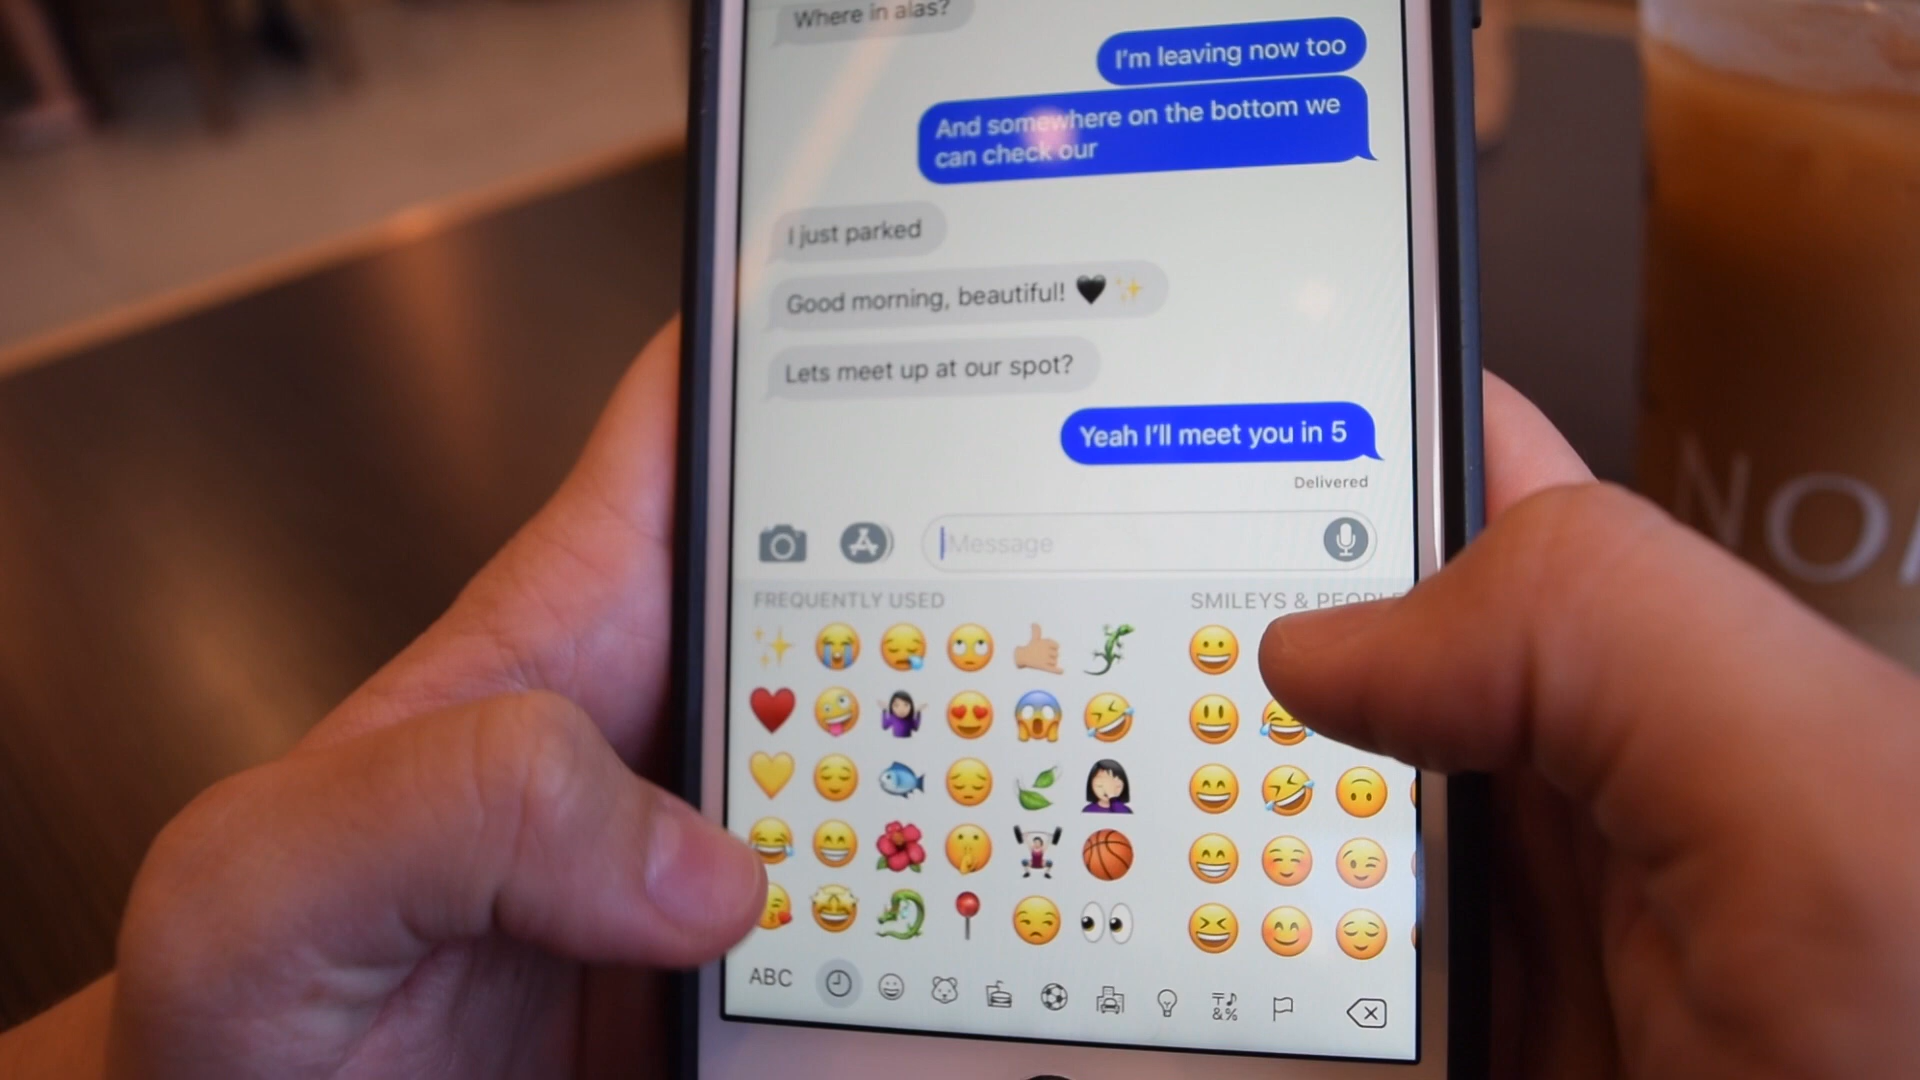 Where in alas?
I'm leaving now too
And somewhere on the bottom we
can check our
I just parked
Good morning, beautiful! 🖤 ✨
Lets meet up at our spot?
Yeah I'll meet you in 5
Delivered
iMessage
FREQUENTLY USED
SMILEYS & PEOPLE
ABC
NO